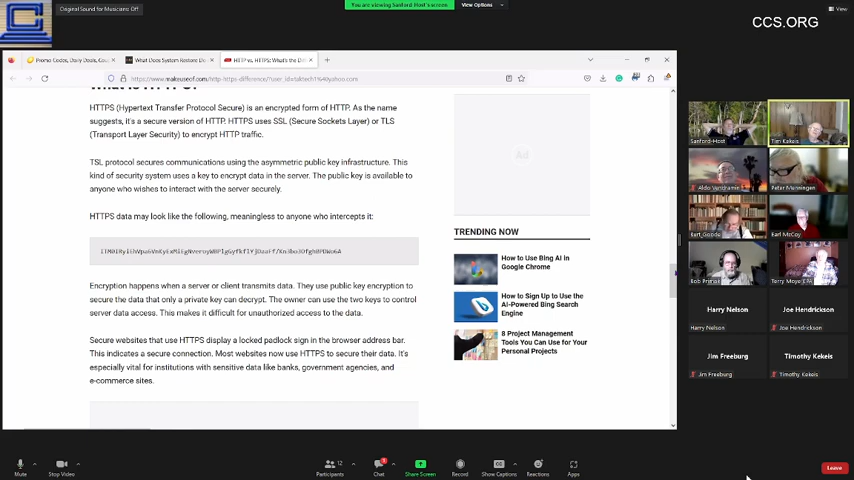 Original Sound for Musicians: Off
You are viewing Sanford-Host's screen
View Options
View
CCS.ORG
Promo Codes, Daily Deals, Cou
What Does System Restore Do
HTTP vs. HTTPS: What's the Dif
HTTPS (Hypertext Transfer Protocol Secure) is an encrypted form of HTTP. As the name
suggests, it's a secure version of HTTP. HTTPS uses SSL (Secure Sockets Layer) or TLS
(Transport Layer Security) to encrypt HTTP traffic.
TSL protocol secures communications using the asymmetric public key infrastructure. This
kind of security system uses a key to encrypt data in the server. The public key is available to
anyone who wishes to interact with the server securely.
HTTPS data may look like the following, meaningless to anyone who intercepts it:
Encryption happens when a server or client transmits data. They use public key encryption to
secure the data that only a private key can decrypt. The owner can use the two keys to control
server data access. This makes it difficult for unauthorized access to the data.
Secure websites that use HTTPS display a locked padlock sign in the browser address bar.
This indicates a secure connection. Most websites now use HTTPS to secure their data. It's
especially vital for institutions with sensitive data like banks, government agencies, and
e-commerce sites.
Ad
TRENDING NOW
How to Use Bing AI in
Google Chrome
How to Sign Up to Use the
AI-Powered Bing Search
Engine
8 Project Management
Tools You Can Use for Your
Personal Projects
Sanford-Host
Tim Kekeis
Peter Manningen
Earl McCoy
Bob Primak
Harry Nelson
Harry Nelson
Joe Hendrickson
Joe Hendrickson
Jim Freeburg
Jim Freeburg
Timothy Kekeis
Timothy Kekeis
Mute
Stop Video
Participants
12
Chat
Share Screen
Record
Show Captions
Reactions
Apps
Leave